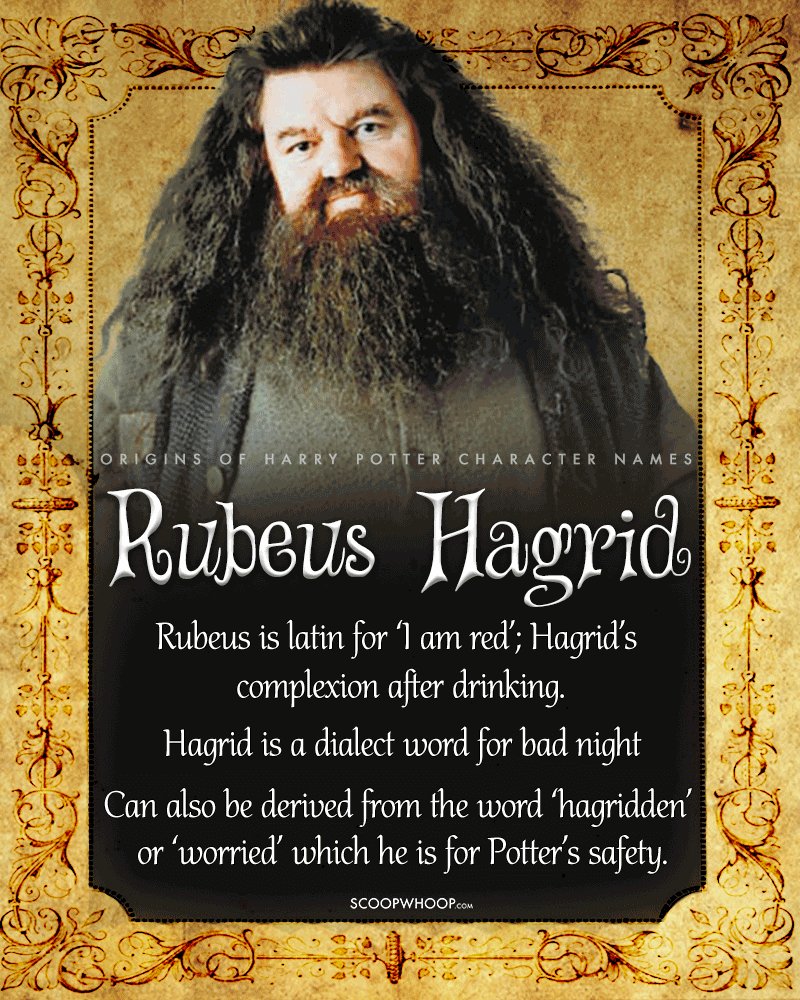 ORIGINS OF HARRY POTTER CHARACTER NAMES
Rubeus Hagrid
Rubeus is latin for ‘I am red’; Hagrid’s
complexion after drinking.
Hagrid is a dialect word for bad night
Can also be derived from the word ‘hagridden’
or ‘worried’ which he is for Potter’s safety.
SCOOPWHOOP.COM